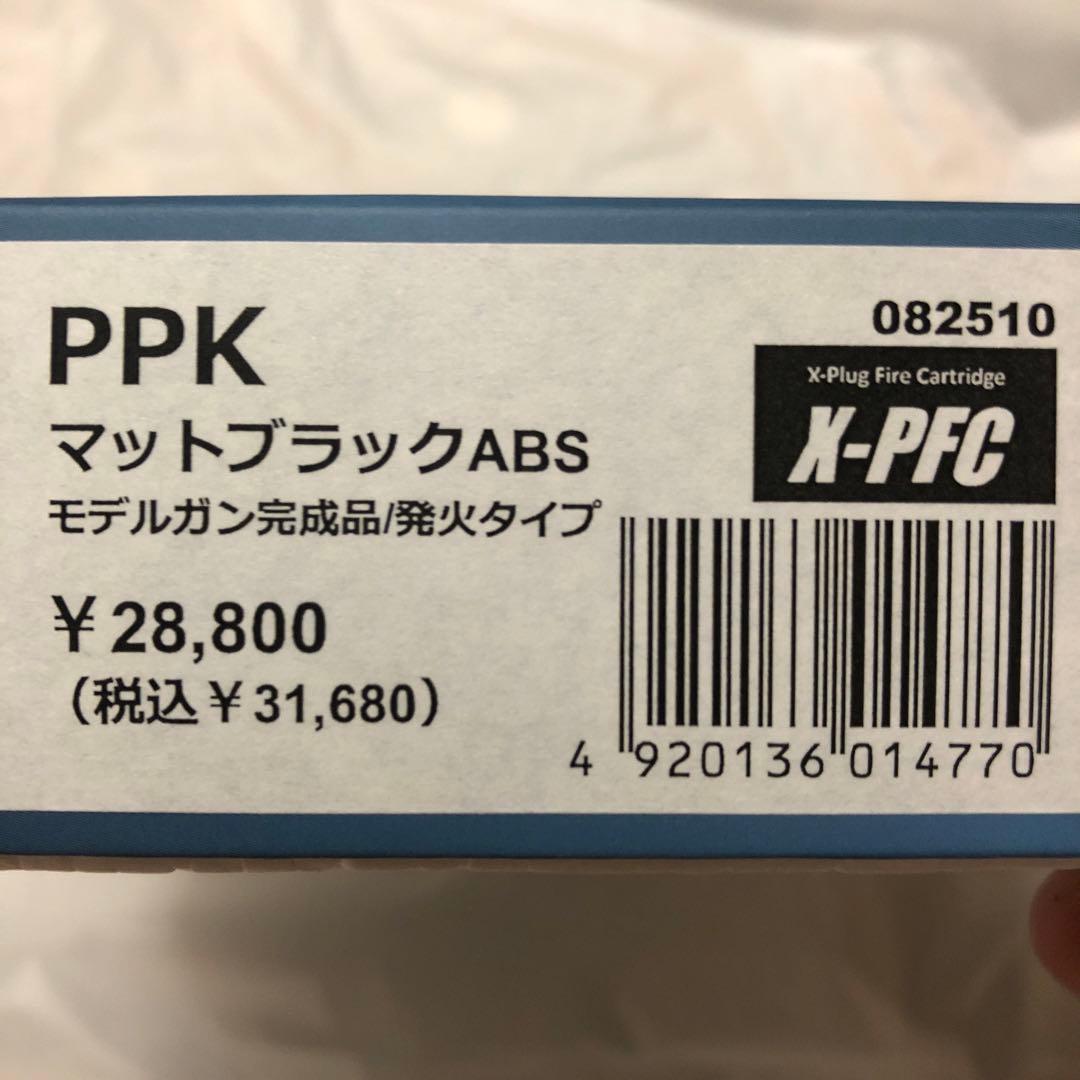 PPK
マットブラックABS
モデルガン完成品/発火タイプ
¥28,800
（税込¥31,680）
082510
X-Plug Fire Cartridge
X-PFC
4 920136 014770